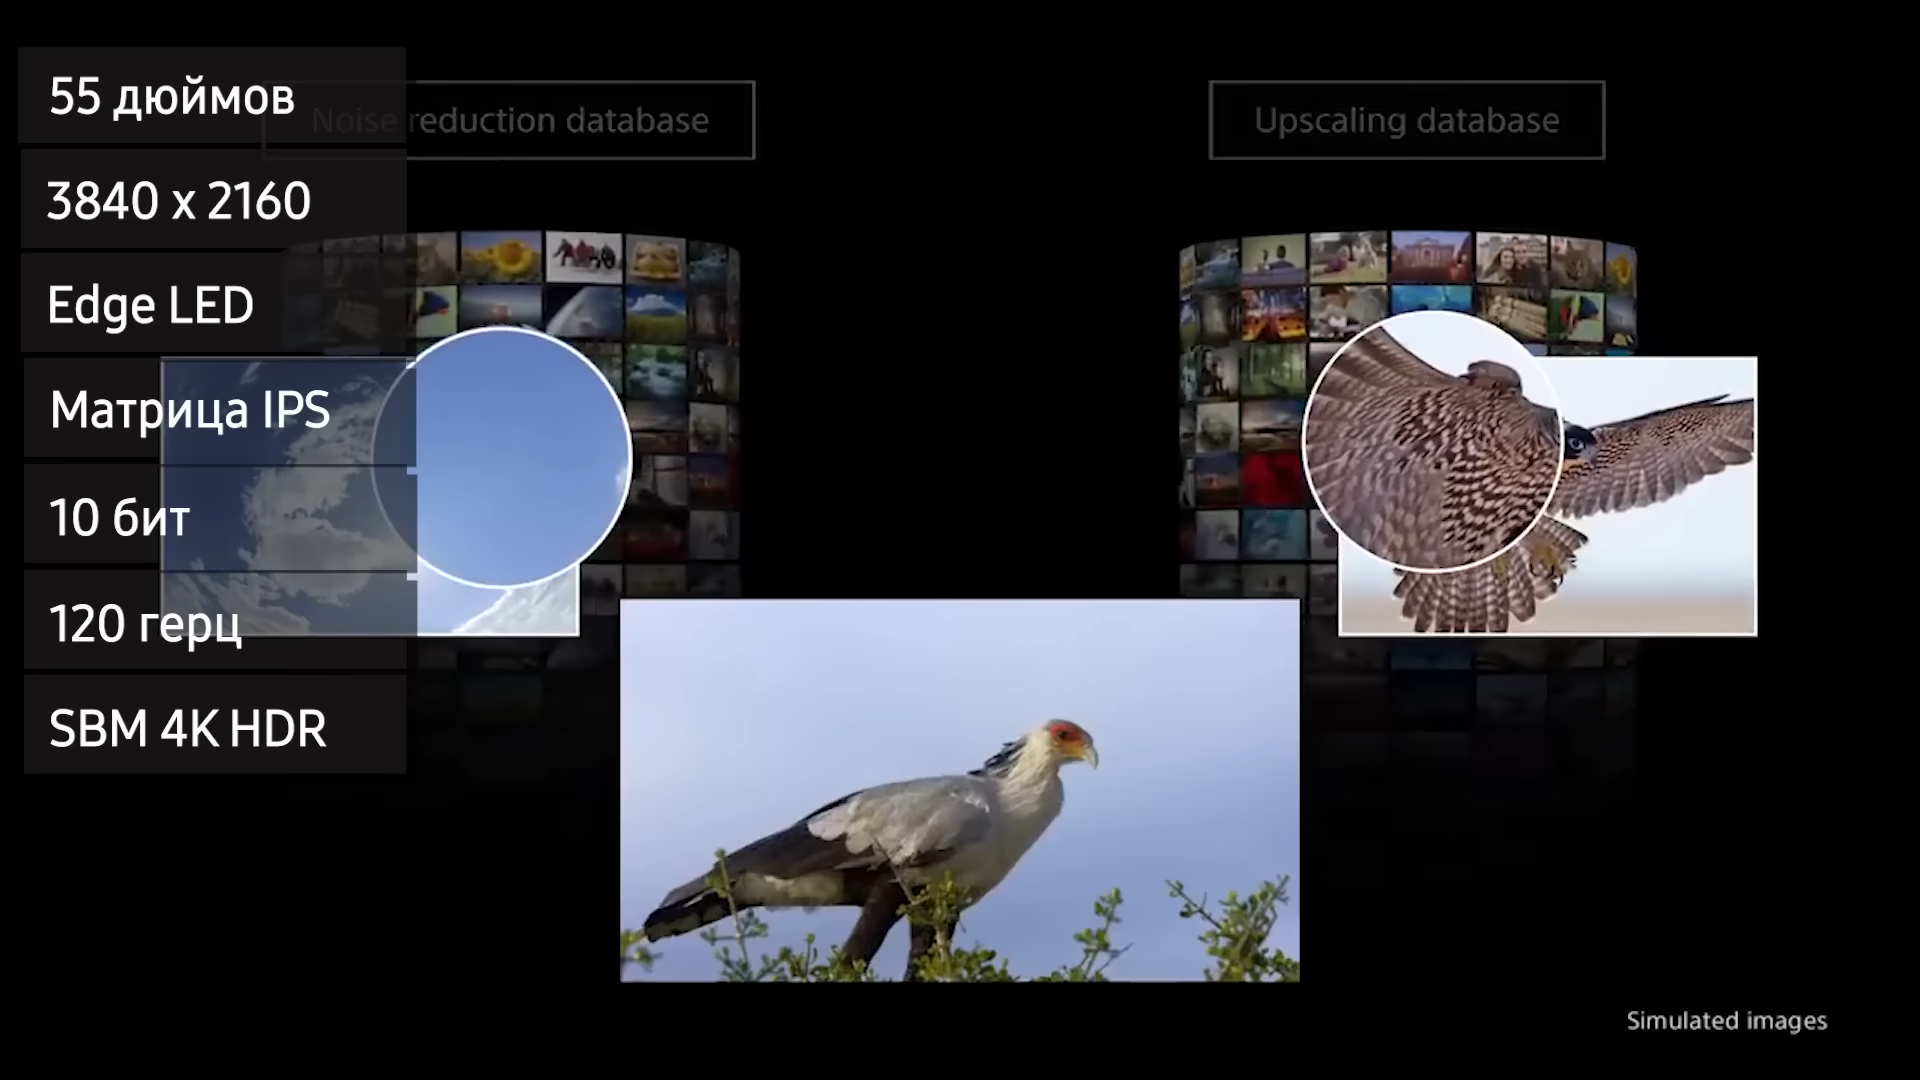 55 дюймов
3840 x 2160
Edge LED
Матрица IPS
10 бит
120 герц
SBM 4K HDR
Noise reduction database
Upscaling database
Simulated images